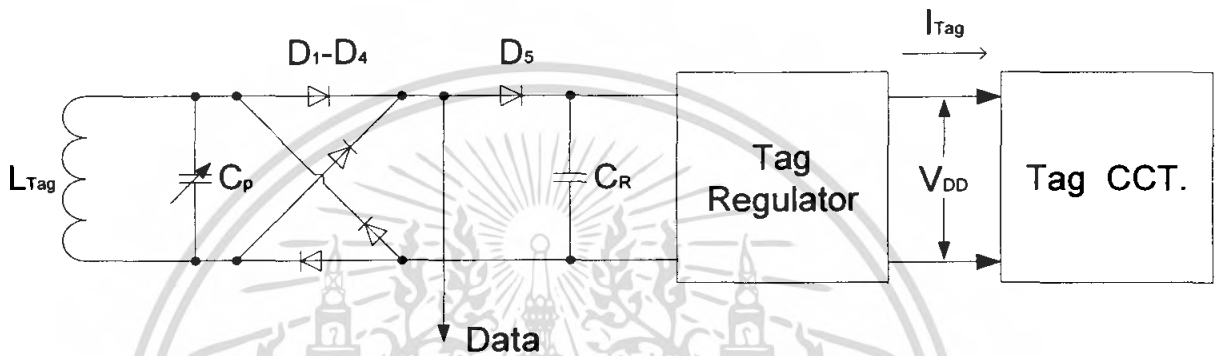 I_Tag
D₁-D₄
D₅
L_Tag
C_p
C_R
Tag
Regulator
V_DD
Tag CCT.
Data